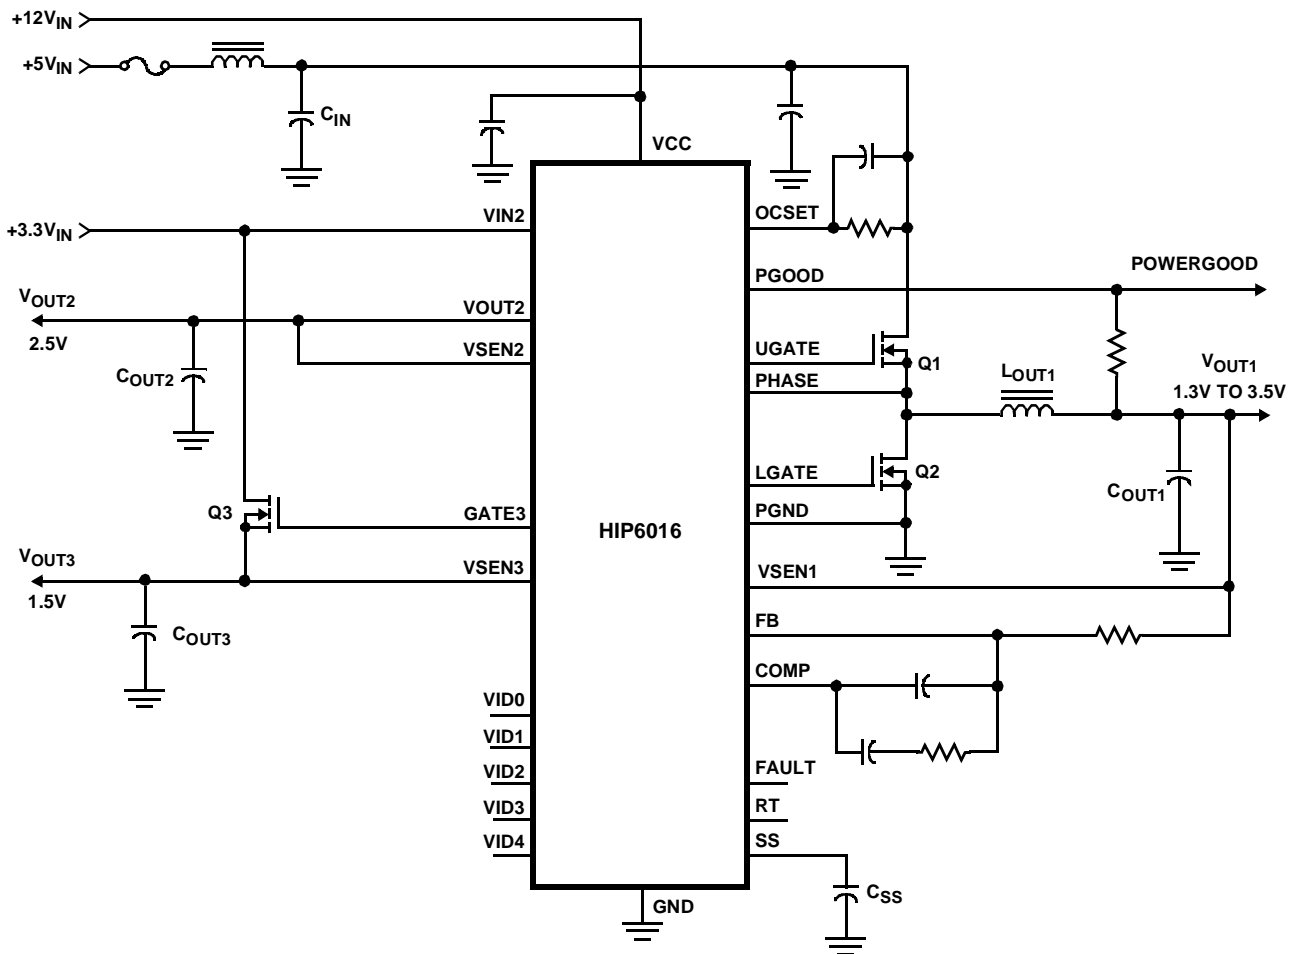 +12VIN
+5VIN
CIN
VCC
+3.3VIN
VIN2
OCSET
PGOOD
POWERGOOD
VOUT2
2.5V
VOUT2
VSEN2
COUT2
UGATE
Q1
PHASE
LOUT1
VOUT1
1.3V TO 3.5V
LGATE
Q2
COUT1
PGND
Q3
GATE3
HIP6016
VOUT3
1.5V
VSEN3
VSEN1
COUT3
FB
COMP
VID0
VID1
VID2
VID3
VID4
FAULT
RT
SS
CSS
GND